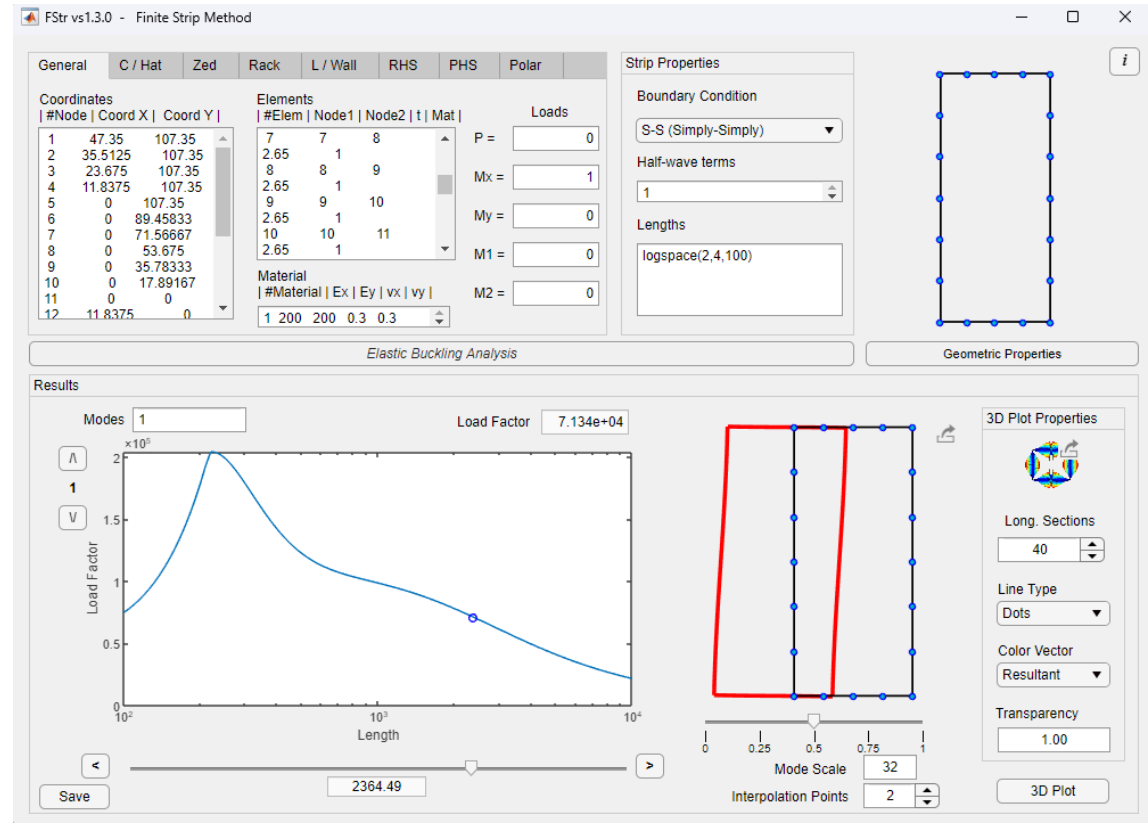 FStr vs1.3.0 - Finite Strip Method
General C / Hat Zed Rack L / Wall RHS PHS Polar
Coordinates
| #Node | Coord X | Coord Y |
1 47.35 107.35
2 35.5125 107.35
3 23.675 107.35
4 11.8375 107.35
5 0 107.35
6 0 89.45833
7 0 71.56667
8 0 53.675
9 0 35.78333
10 0 17.89167
11 0 0
12 11.8375 0
Elements
| #Elem | Node1 | Node2 | t | Mat |
7 7 8
2.65 1
8 8 9
2.65 1
9 9 10
2.65 1
10 10 11
2.65 1
Material
| #Material | Ex | Ey | vx | vy |
1 200 200 0.3 0.3
Loads
P = 0
Mx = 1
My = 0
M1 = 0
M2 = 0
Strip Properties
Boundary Condition
S-S (Simply-Simply)
Half-wave terms
1
Lengths
logspace(2,4,100)
i
Elastic Buckling Analysis
Geometric Properties
Results
Modes 1
Load Factor 7.134e+04
/\
1
V
×10⁵
2
1.5
1
0.5
0
Load Factor
10² 10³ 10⁴
Length
<
>
2364.49
Save
0 0.25 0.5 0.75 1
Mode Scale 32
Interpolation Points 2
3D Plot Properties
Long. Sections
40
Line Type
Dots
Color Vector
Resultant
Transparency
1.00
3D Plot